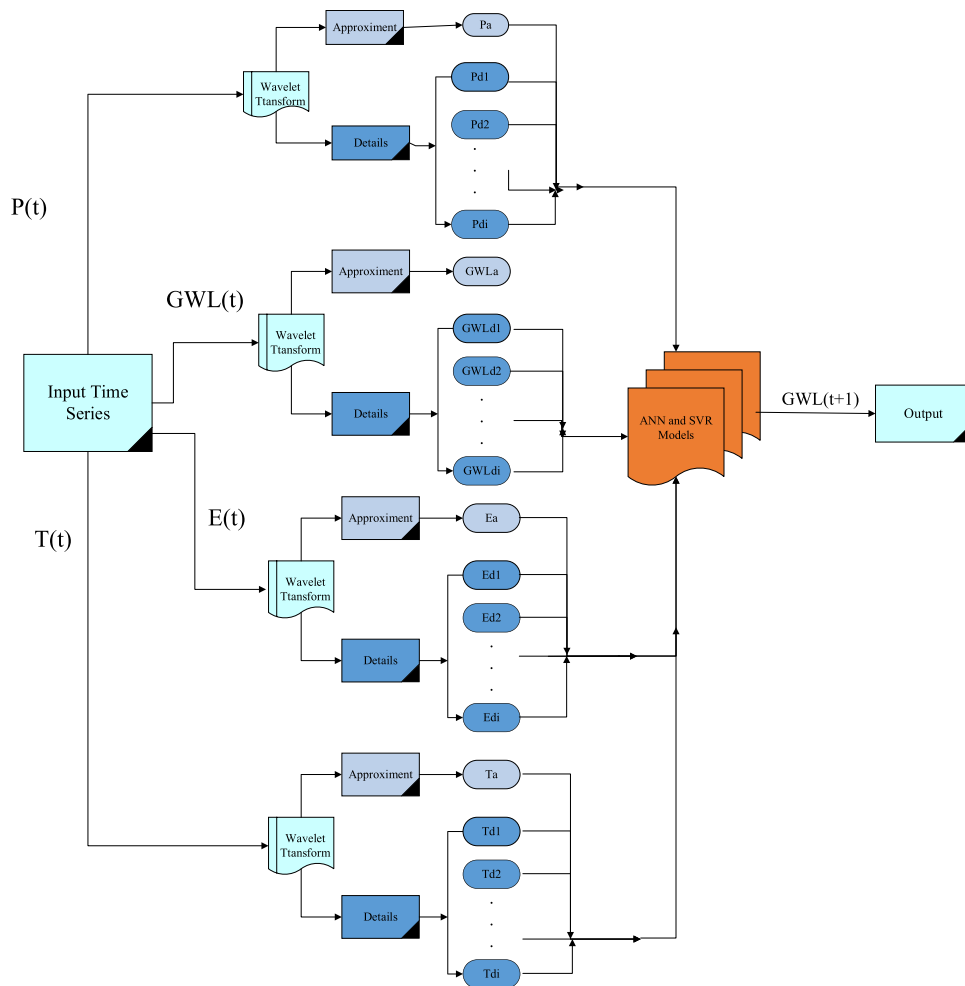 Approximent
Pa
Wavelet
Ttansform
Pd1
Pd2
Details
.
.
.
Pdi
P(t)
Approximent
GWLa
GWL(t)
Wavelet
Ttansform
GWLd1
GWLd2
Input Time
Series
Details
.
.
.
GWLdi
ANN and SVR
Models
GWL(t+1)
Output
T(t)
E(t)
Approximent
Ea
Wavelet
Ttansform
Ed1
Ed2
Details
.
.
.
Edi
Approximent
Ta
Wavelet
Ttansform
Td1
Td2
Details
.
.
.
Tdi